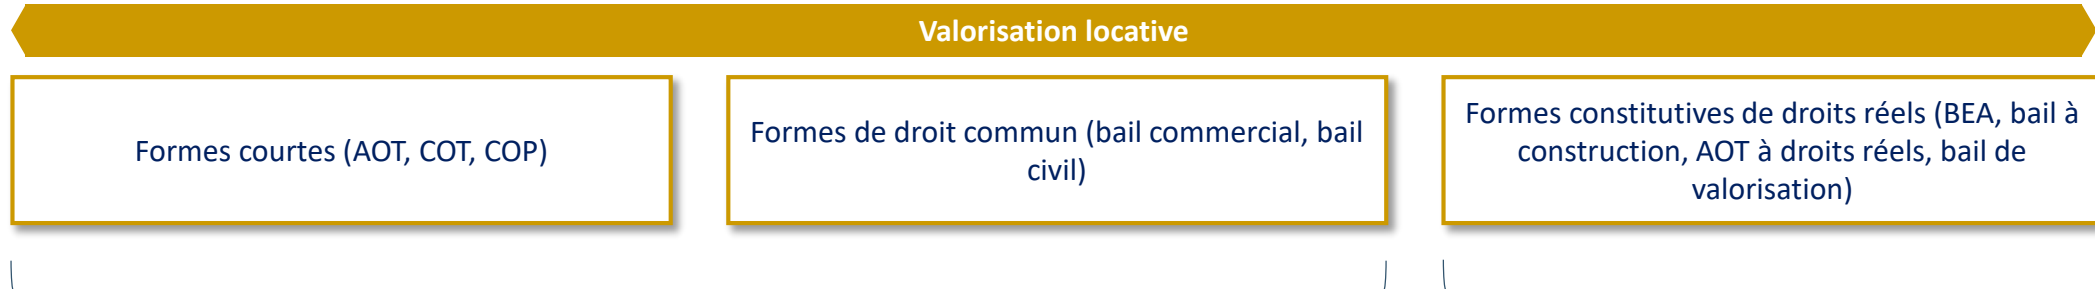 Valorisation locative
Formes courtes (AOT, COT, COP)
Formes de droit commun (bail commercial, bail
civil)
Formes constitutives de droits réels (BEA, bail à
construction, AOT à droits réels, bail de
valorisation)